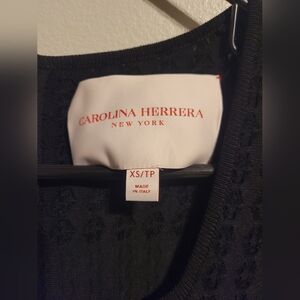 CAROLINA HERRERA
NEW YORK
XS/TP
MADE
IN ITALY